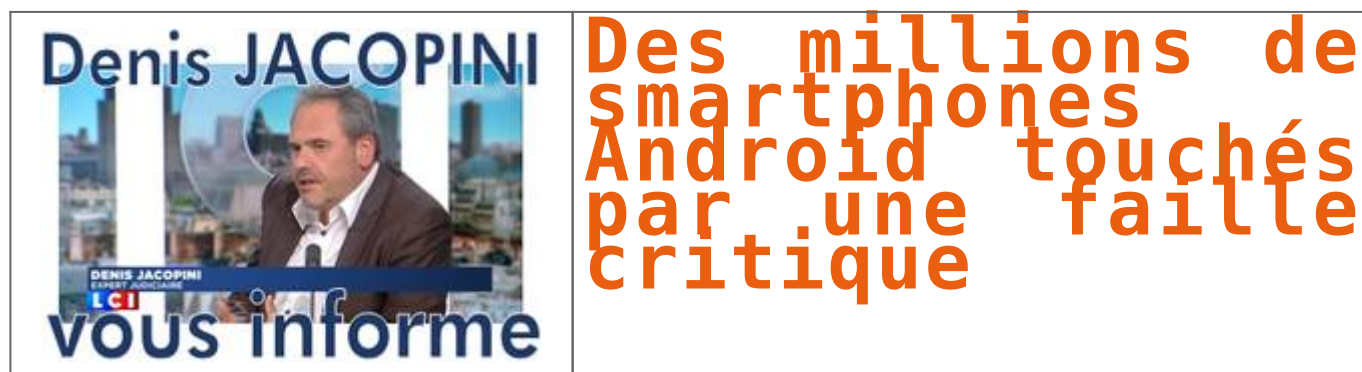 Denis JACOPINI
DENIS JACOPINI
EXPERT JUDICIAIRE
LCI
vous informe
Des millions de
smartphones
Android touchés
par une faille
critique